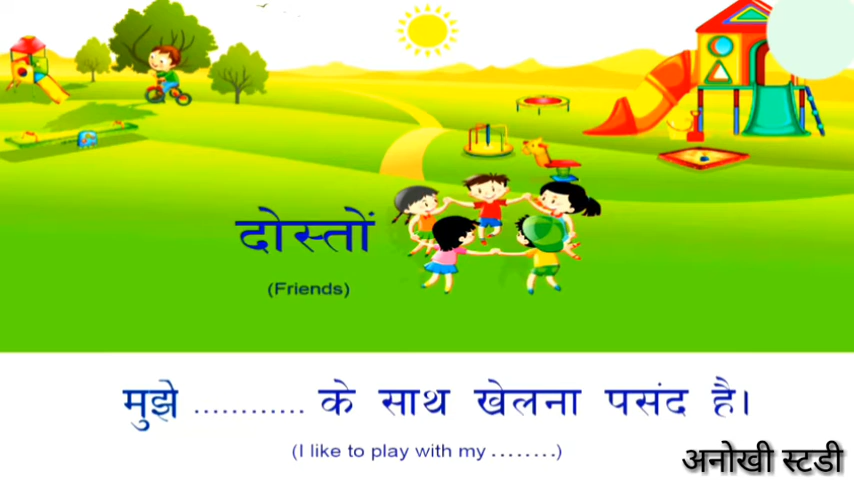 दोस्तों
(Friends)
मुझे ............ के साथ खेलना पसंद है।
(I like to play with my ........)
अनोखी स्टडी